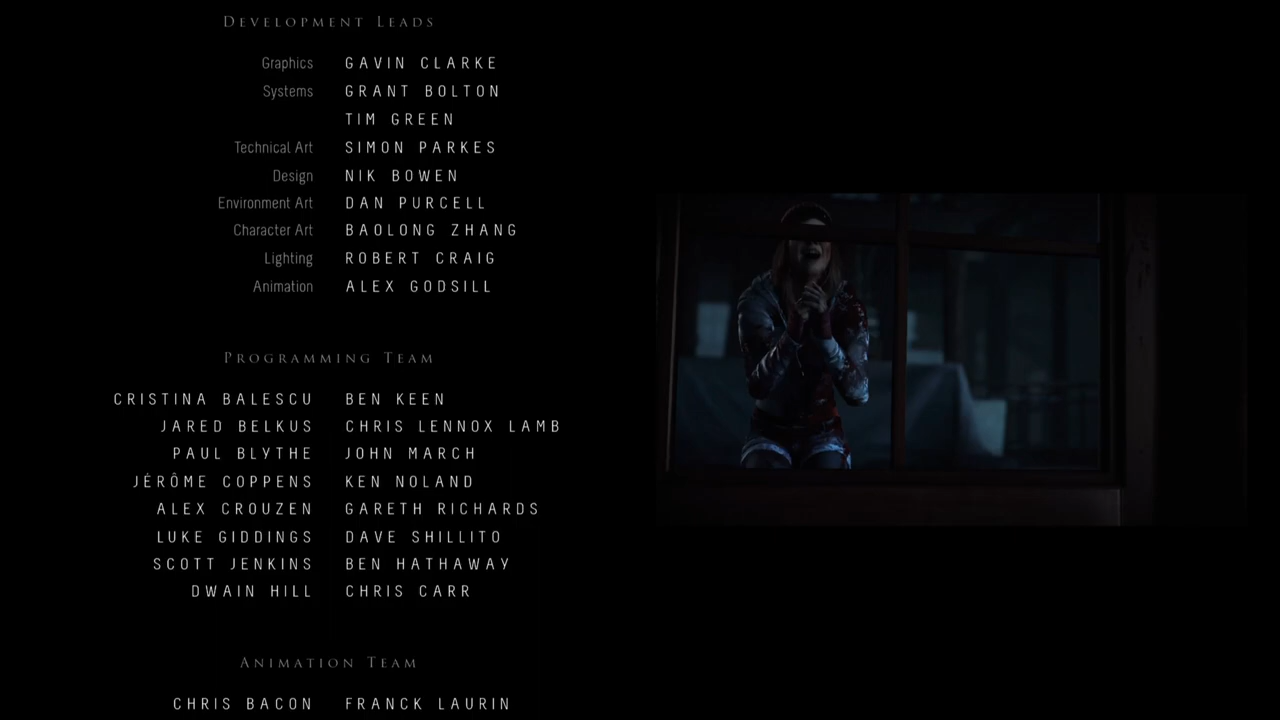 DEVELOPMENT LEADS
Graphics GAVIN CLARKE
Systems GRANT BOLTON
TIM GREEN
Technical Art SIMON PARKES
Design NIK BOWEN
Environment Art DAN PURCELL
Character Art BAOLONG ZHANG
Lighting ROBERT CRAIG
Animation ALEX GODSILL
PROGRAMMING TEAM
CRISTINA BALESCU BEN KEEN
JARED BELKUS CHRIS LENNOX LAMB
PAUL BLYTHE JOHN MARCH
JÉRÔME COPPENS KEN NOLAND
ALEX CROUZEN GARETH RICHARDS
LUKE GIDDINGS DAVE SHILLITO
SCOTT JENKINS BEN HATHAWAY
DWAIN HILL CHRIS CARR
ANIMATION TEAM
CHRIS BACON FRANCK LAURIN